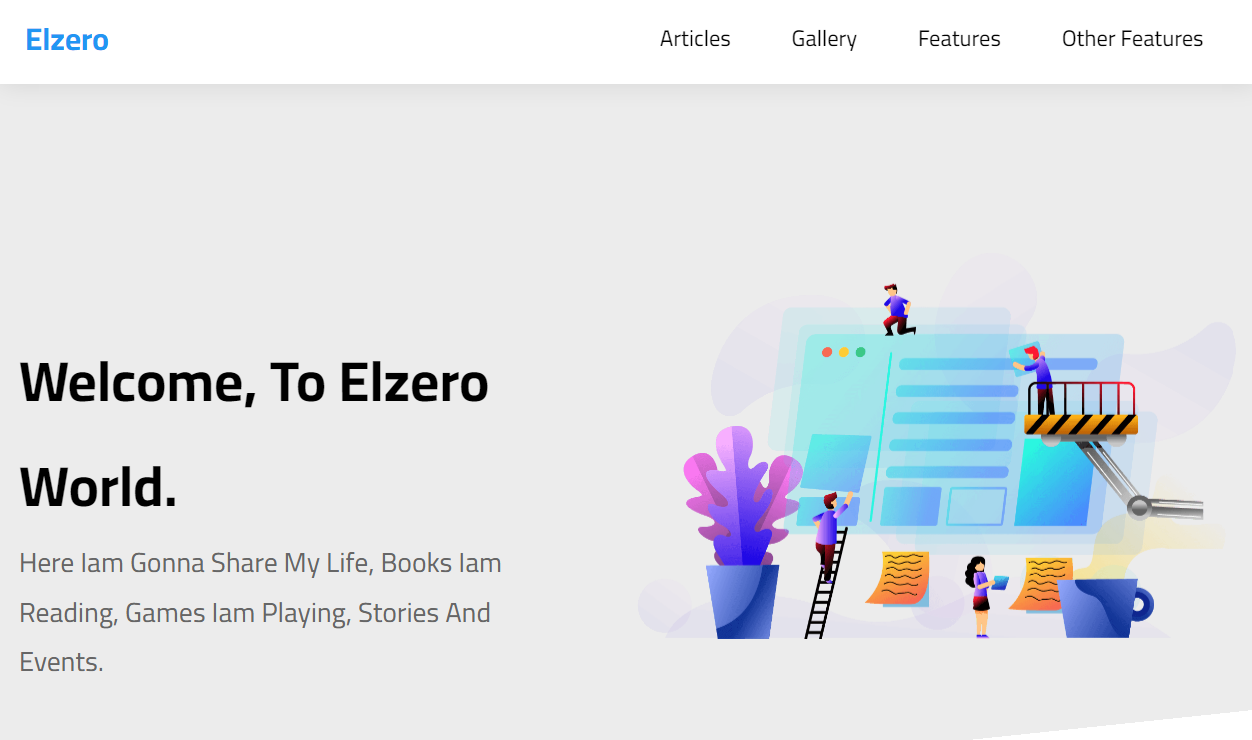 Elzero
Articles
Gallery
Features
Other Features
Welcome, To Elzero
World.
Here Iam Gonna Share My Life, Books Iam
Reading, Games Iam Playing, Stories And
Events.